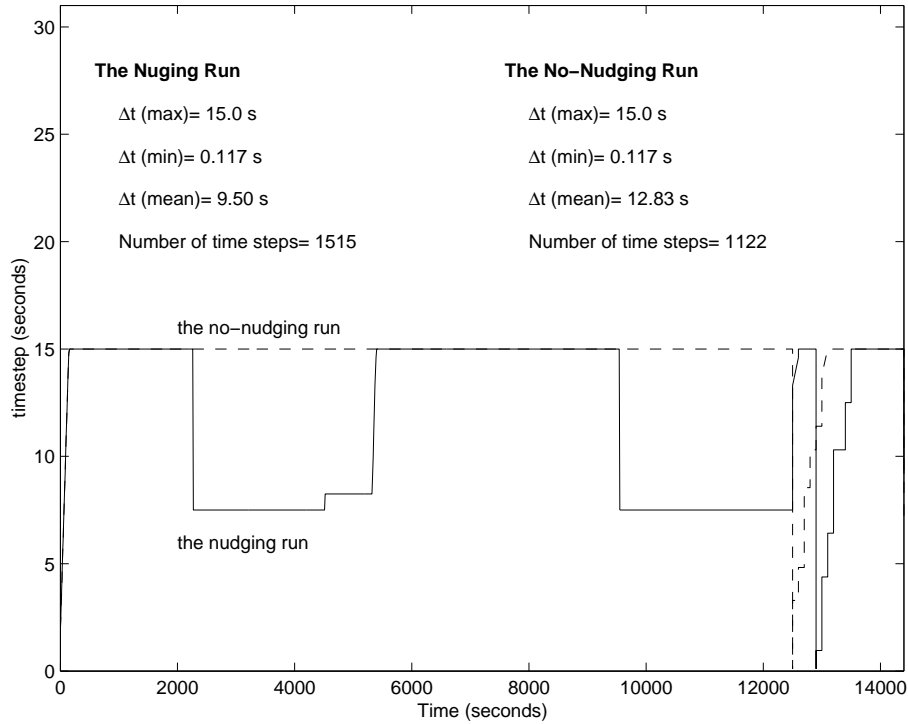 The Nuging Run
Δt (max)= 15.0 s
Δt (min)= 0.117 s
Δt (mean)= 9.50 s
Number of time steps= 1515
The No−Nudging Run
Δt (max)= 15.0 s
Δt (min)= 0.117 s
Δt (mean)= 12.83 s
Number of time steps= 1122
the no−nudging run
the nudging run
timestep (seconds)
30
25
20
15
10
5
0
0 2000 4000 6000 8000 10000 12000 14000
Time (seconds)